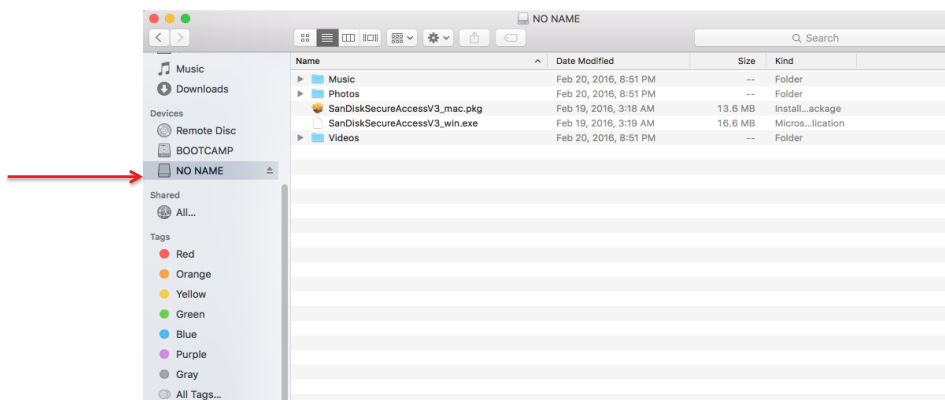 NO NAME
Search
Music
Downloads
Devices
Remote Disc
BOOTCAMP
NO NAME
Shared
All...
Tags
Red
Orange
Yellow
Green
Blue
Purple
Gray
All Tags...
Name Date Modified Size Kind
Music Feb 20, 2016, 8:51 PM -- Folder
Photos Feb 20, 2016, 8:51 PM -- Folder
SanDiskSecureAccessV3_mac.pkg Feb 19, 2016, 3:18 AM 13.6 MB Install...ackage
SanDiskSecureAccessV3_win.exe Feb 19, 2016, 3:19 AM 16.6 MB Micros...lication
Videos Feb 20, 2016, 8:51 PM -- Folder